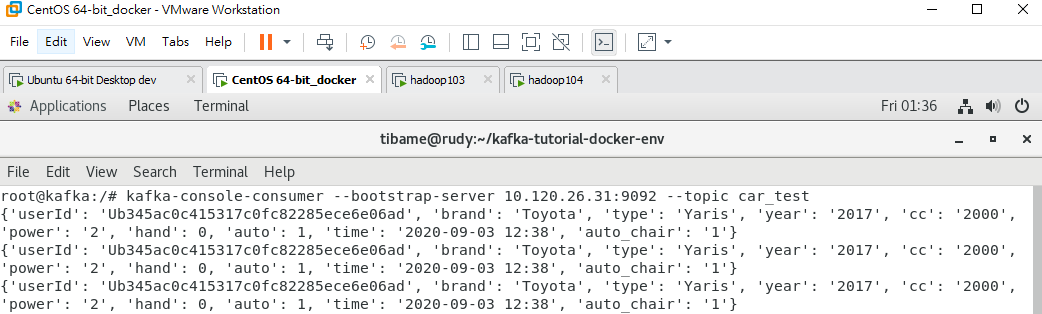 CentOS 64-bit_docker - VMware Workstation
File Edit View VM Tabs Help
Ubuntu 64-bit Desktop dev CentOS 64-bit_docker hadoop103 hadoop104
Applications Places Terminal Fri 01:36
tibame@rudy:~/kafka-tutorial-docker-env
File Edit View Search Terminal Help
root@kafka:/# kafka-console-consumer --bootstrap-server 10.120.26.31:9092 --topic car_test
{'userId': 'Ub345ac0c415317c0fc82285ece6e06ad', 'brand': 'Toyota', 'type': 'Yaris', 'year': '2017', 'cc': '2000',
'power': '2', 'hand': 0, 'auto': 1, 'time': '2020-09-03 12:38', 'auto_chair': '1'}
{'userId': 'Ub345ac0c415317c0fc82285ece6e06ad', 'brand': 'Toyota', 'type': 'Yaris', 'year': '2017', 'cc': '2000',
'power': '2', 'hand': 0, 'auto': 1, 'time': '2020-09-03 12:38', 'auto_chair': '1'}
{'userId': 'Ub345ac0c415317c0fc82285ece6e06ad', 'brand': 'Toyota', 'type': 'Yaris', 'year': '2017', 'cc': '2000',
'power': '2', 'hand': 0, 'auto': 1, 'time': '2020-09-03 12:38', 'auto_chair': '1'}